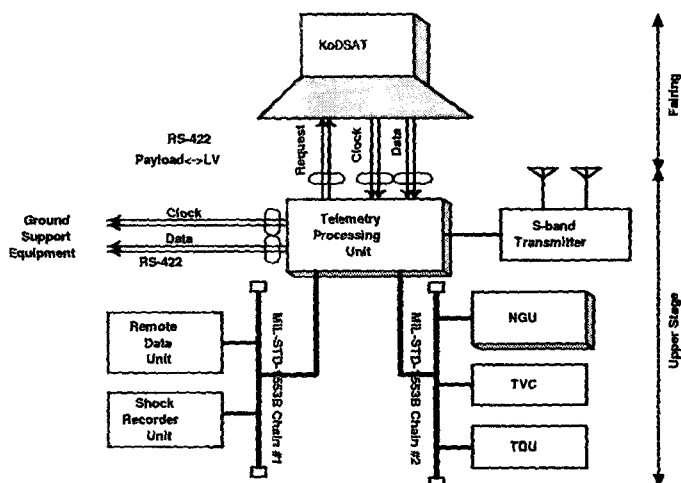 KoDSAT
Fairing
RS-422
Payload<->LV
Request
Clock
Data
Clock
Ground
Support
Equipment
Data
RS-422
Telemetry
Processing
Unit
S-band
Transmitter
Upper Stage
Remote
Data
Unit
Shock
Recorder
Unit
MIL-STD-1553B Chain #1
MIL-STD-1553B Chain #2
NGU
TVC
TDU